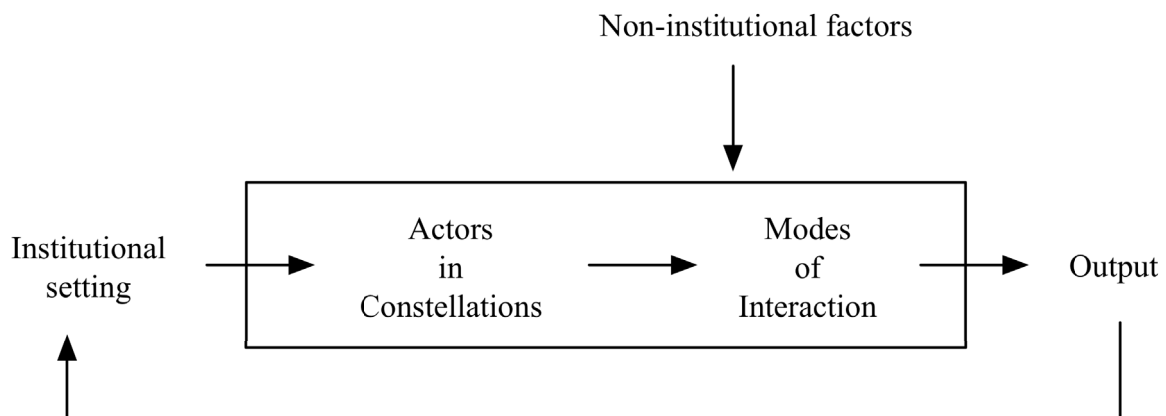 Non-institutional factors
Institutional
setting
Actors
in
Constellations
Modes
of
Interaction
Output